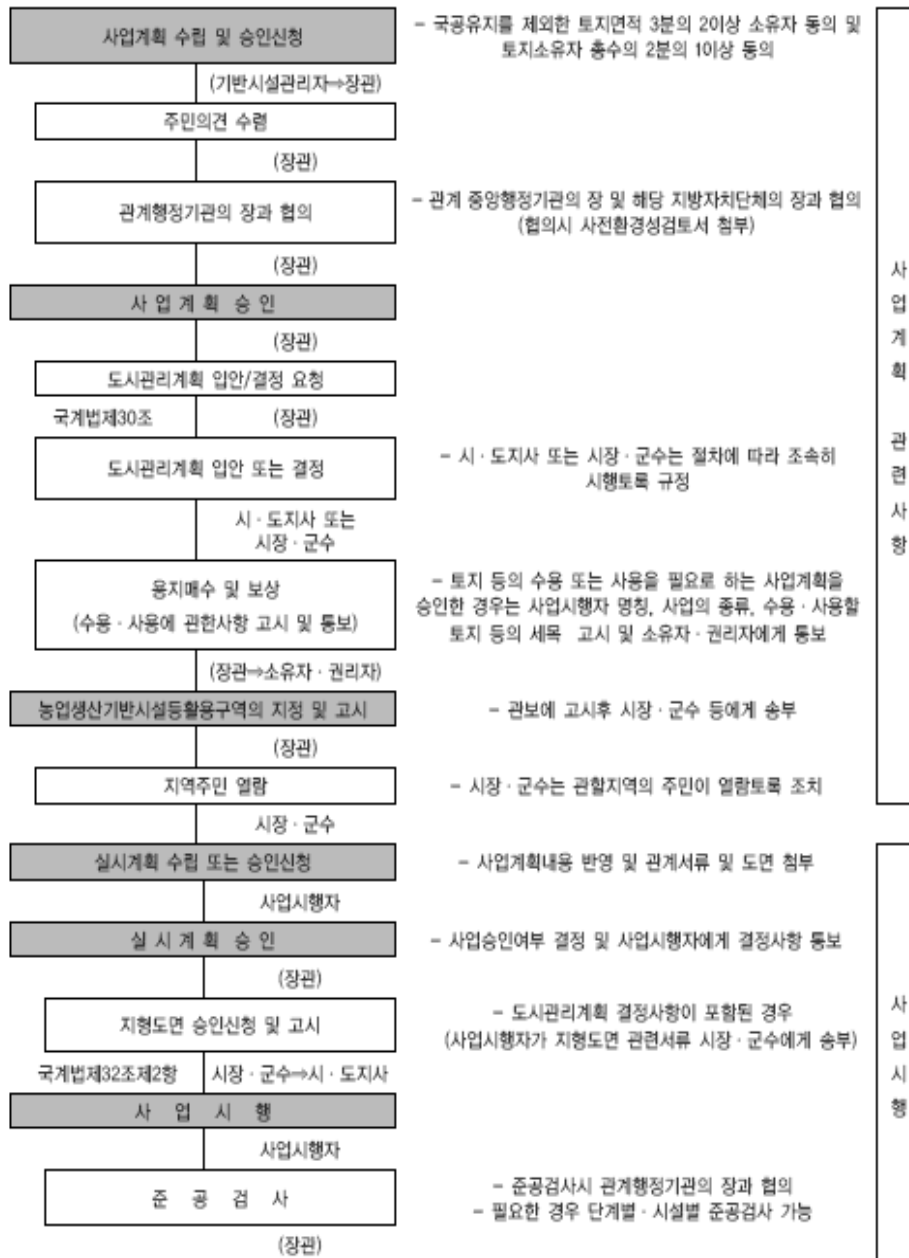 사업계획 수립 및 승인신청
- 국공유지를 제외한 토지면적 3분의 2이상 소유자 동의 및
토지소유자 총수의 2분의 1이상 동의
(기반시설관리자⇒장관)
주민의견 수렴
(장관)
관계행정기관의 장과 협의
- 관계 중앙행정기관의 장 및 해당 지방자치단체의 장과 협의
(협의시 사전환경성검토서 첨부)
(장관)
사 업 계 획 승 인
(장관)
도시관리계획 입안/결정 요청
국계법제30조
(장관)
도시관리계획 입안 또는 결정
- 시·도지사 또는 시장·군수는 절차에 따라 조속히
시행토록 규정
시·도지사 또는
시장·군수
용지매수 및 보상
(수용·사용에 관한사항 고시 및 통보)
- 토지 등의 수용 또는 사용을 필요로 하는 사업계획을
승인한 경우는 사업시행자 명칭, 사업의 종류, 수용·사용할
토지 등의 세목 고시 및 소유자·권리자에게 통보
(장관⇒소유자·권리자)
농업생산기반시설등활용구역의 지정 및 고시
- 관보에 고시후 시장·군수 등에게 송부
(장관)
지역주민 열람
- 시장·군수는 관할지역의 주민이 열람토록 조치
시장·군수
사업계획 관련사항
실시계획 수립 또는 승인신청
- 사업계획내용 반영 및 관계서류 및 도면 첨부
사업시행자
실 시 계 획 승 인
- 사업승인여부 결정 및 사업시행자에게 결정사항 통보
(장관)
지형도면 승인신청 및 고시
- 도시관리계획 결정사항이 포함된 경우
(사업시행자가 지형도면 관련서류 시장·군수에게 송부)
국계법제32조제2항
시장·군수⇒시·도지사
사 업 시 행
사업시행자
준 공 검 사
- 준공검사시 관계행정기관의 장과 협의
- 필요한 경우 단계별·시설별 준공검사 가능
(장관)
사업시행